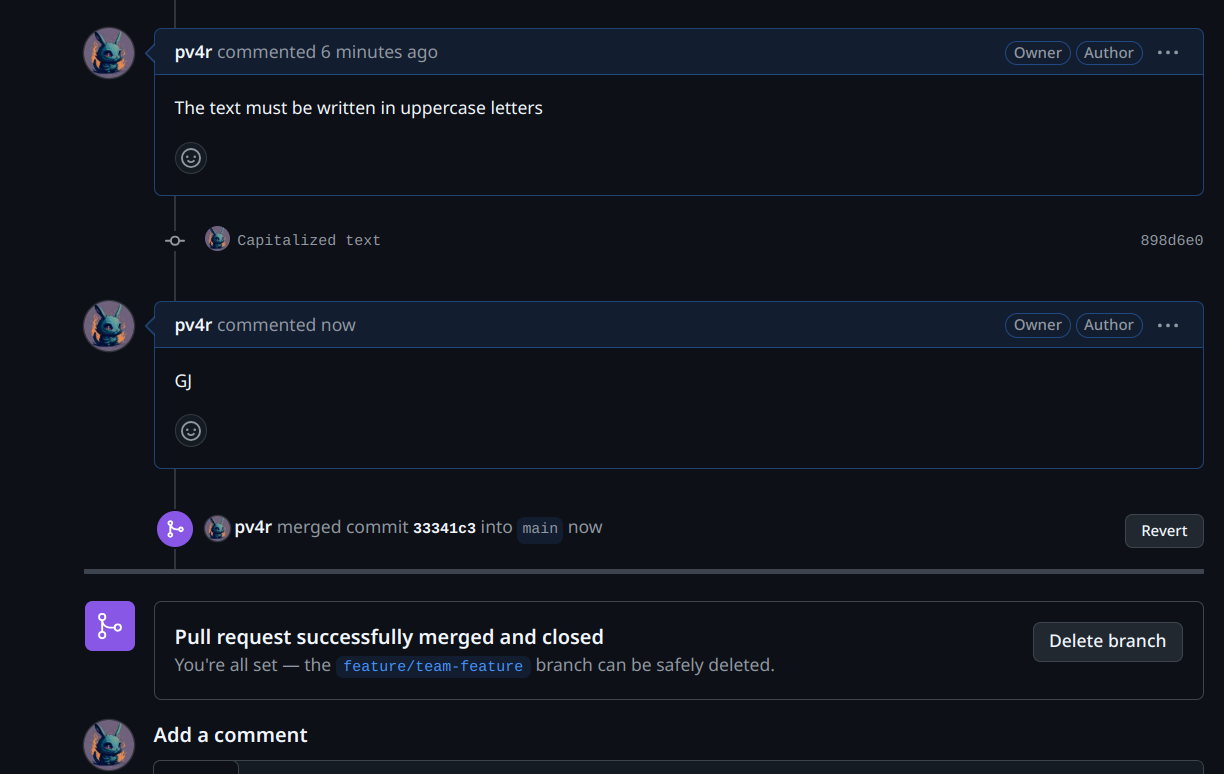 pv4r commented 6 minutes ago Owner Author
The text must be written in uppercase letters
Capitalized text 898d6e0
pv4r commented now Owner Author
GJ
pv4r merged commit 33341c3 into main now Revert
Pull request successfully merged and closed
You're all set — the feature/team-feature branch can be safely deleted. Delete branch
Add a comment